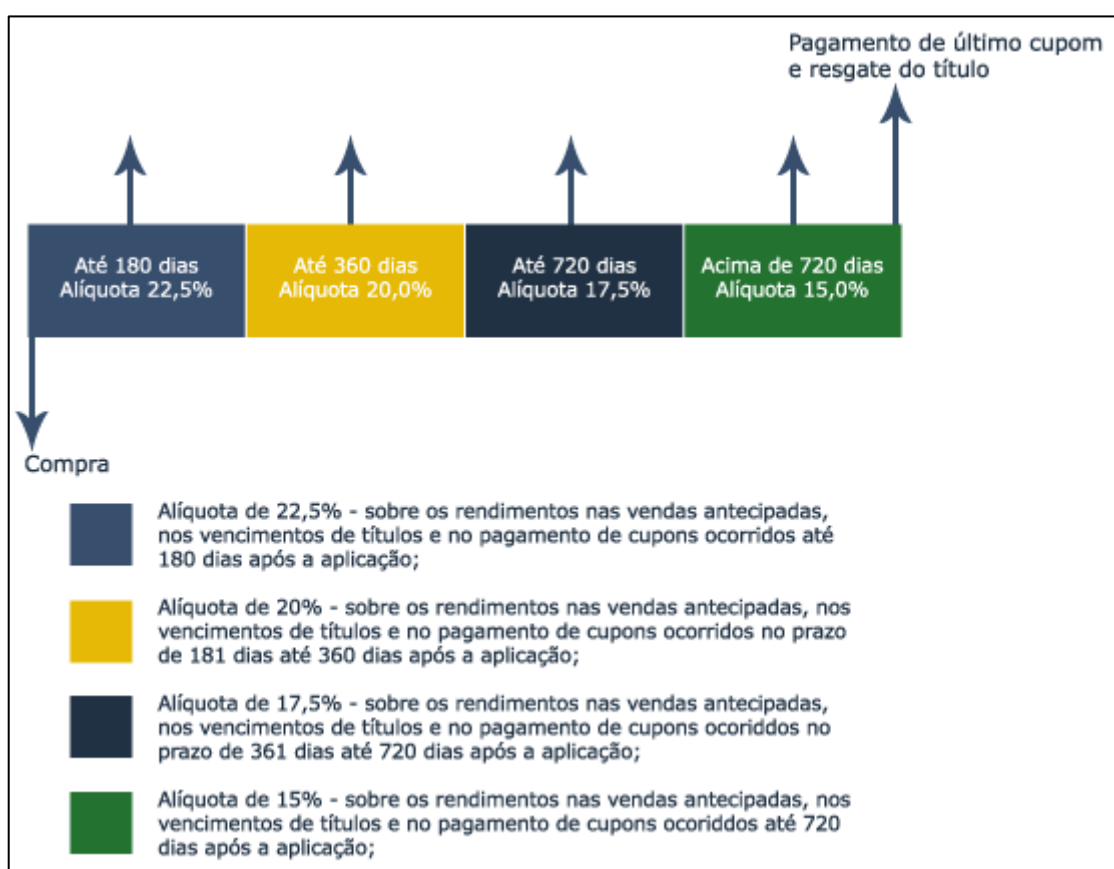 Pagamento de último cupom
e resgate do título
Até 180 dias
Alíquota 22,5%
Até 360 dias
Alíquota 20,0%
Até 720 dias
Alíquota 17,5%
Acima de 720 dias
Alíquota 15,0%
Compra
Alíquota de 22,5% - sobre os rendimentos nas vendas antecipadas,
nos vencimentos de títulos e no pagamento de cupons ocorridos até
180 dias após a aplicação;
Alíquota de 20% - sobre os rendimentos nas vendas antecipadas, nos
vencimentos de títulos e no pagamento de cupons ocorridos no prazo
de 181 dias até 360 dias após a aplicação;
Alíquota de 17,5% - sobre os rendimentos nas vendas antecipadas,
nos vencimentos de títulos e no pagamento de cupons ocoriddos no
prazo de 361 dias até 720 dias após a aplicação;
Alíquota de 15% - sobre os rendimentos nas vendas antecipadas, nos
vencimentos de títulos e no pagamento de cupons ocoriddos até 720
dias após a aplicação;